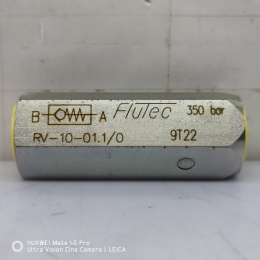 B A Flutec 350 bar
RV-10-01.1/0 9T22
HUAWEI Mate 40 Pro
Ultra Vision Cine Camera | LEICA